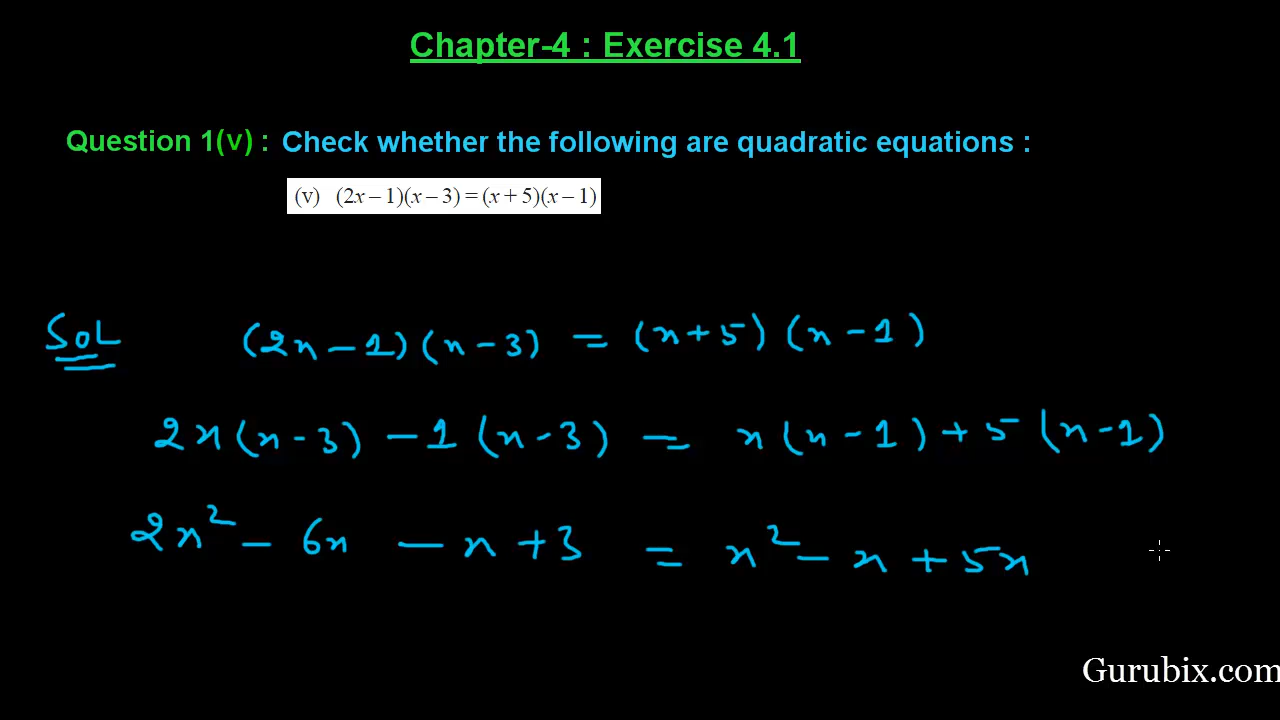 Chapter-4 : Exercise 4.1
Question 1(v) : Check whether the following are quadratic equations :
(v) (2x – 1)(x – 3) = (x + 5)(x – 1)
SOL (2x - 1) (x - 3) = (x + 5) (x - 1)
2x (x - 3) - 1 (x - 3) = x (x - 1) + 5 (x - 1)
2x² - 6x - x + 3 = x² - x + 5x
Gurubix.com